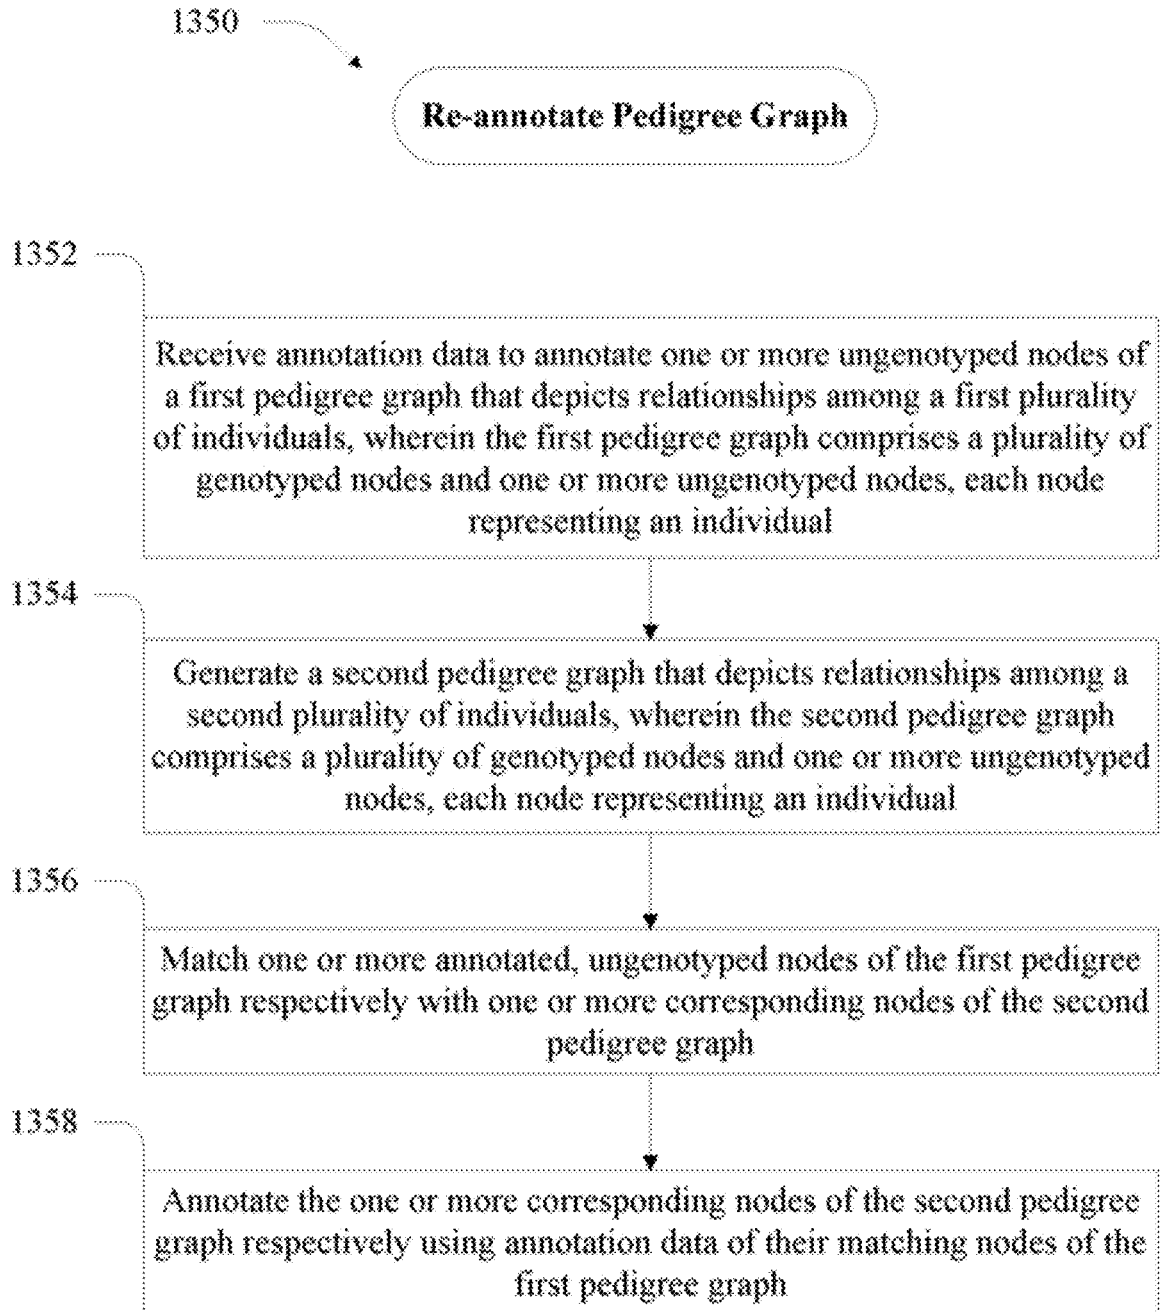 1350
Re-annotate Pedigree Graph
1352
Receive annotation data to annotate one or more ungenotyped nodes of
a first pedigree graph that depicts relationships among a first plurality
of individuals, wherein the first pedigree graph comprises a plurality of
genotyped nodes and one or more ungenotyped nodes, each node
representing an individual
1354
Generate a second pedigree graph that depicts relationships among a
second plurality of individuals, wherein the second pedigree graph
comprises a plurality of genotyped nodes and one or more ungenotyped
nodes, each node representing an individual
1356
Match one or more annotated, ungenotyped nodes of the first pedigree
graph respectively with one or more corresponding nodes of the second
pedigree graph
1358
Annotate the one or more corresponding nodes of the second pedigree
graph respectively using annotation data of their matching nodes of the
first pedigree graph